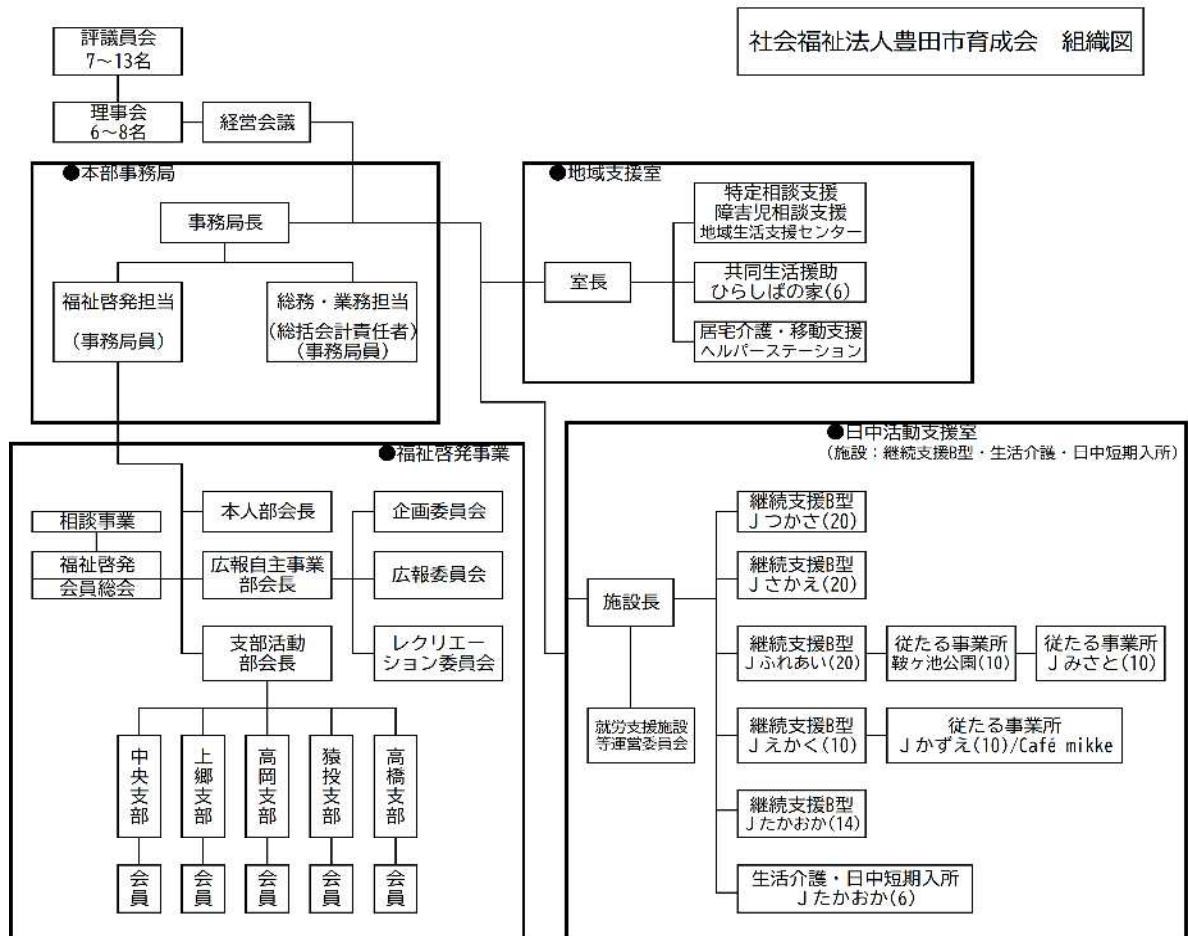 社会福祉法人豊田市育成会　組織図
評議員会
7～13名
理事会
6～8名
経営会議
●本部事務局
事務局長
福祉啓発担当
(事務局員)
総務・業務担当
(総括会計責任者)
(事務局員)
●地域支援室
室長
特定相談支援
障害児相談支援
地域生活支援センター
共同生活援助
ひらしばの家(6)
居宅介護・移動支援
ヘルパーステーション
●福祉啓発事業
相談事業
福祉啓発
会員総会
本人部会長
広報自主事業
部会長
支部活動
部会長
企画委員会
広報委員会
レクリエー
ション委員会
中央支部
上郷支部
高岡支部
猿投支部
高橋支部
会員
会員
会員
会員
会員
●日中活動支援室
(施設：継続支援B型・生活介護・日中短期入所)
施設長
就労支援施設
等運営委員会
継続支援B型
Ｊつかさ(20)
継続支援B型
Ｊさかえ(20)
継続支援B型
Ｊふれあい(20)
従たる事業所
鞍ヶ池公園(10)
従たる事業所
Ｊみさと(10)
継続支援B型
Ｊえかく(10)
従たる事業所
Ｊかずえ(10)/Café mikke
継続支援B型
Ｊたかおか(14)
生活介護・日中短期入所
Ｊたかおか(6)